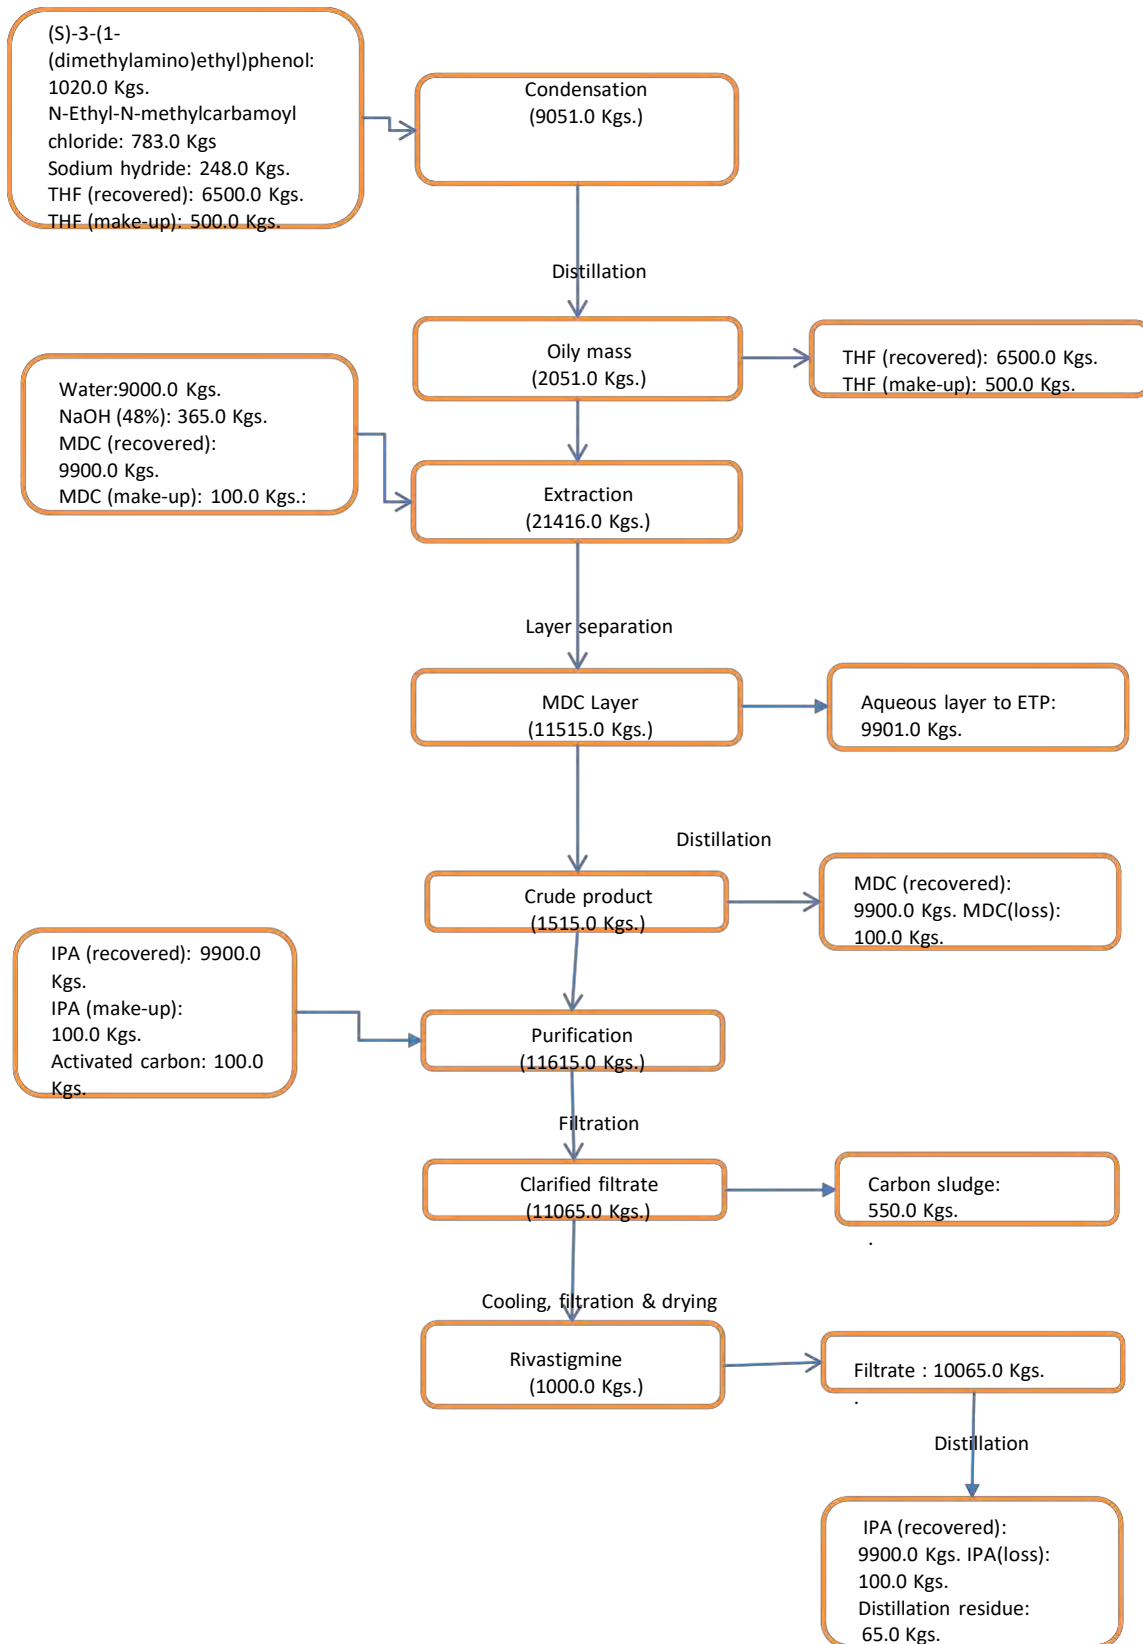 (S)-3-(1-
(dimethylamino)ethyl)phenol:
1020.0 Kgs.
N-Ethyl-N-methylcarbamoyl
chloride: 783.0 Kgs
Sodium hydride: 248.0 Kgs.
THF (recovered): 6500.0 Kgs.
THF (make-up): 500.0 Kgs.
Condensation
(9051.0 Kgs.)
Distillation
Oily mass
(2051.0 Kgs.)
THF (recovered): 6500.0 Kgs.
THF (make-up): 500.0 Kgs.
Water:9000.0 Kgs.
NaOH (48%): 365.0 Kgs.
MDC (recovered):
9900.0 Kgs.
MDC (make-up): 100.0 Kgs.:
Extraction
(21416.0 Kgs.)
Layer separation
MDC Layer
(11515.0 Kgs.)
Aqueous layer to ETP:
9901.0 Kgs.
Distillation
Crude product
(1515.0 Kgs.)
MDC (recovered):
9900.0 Kgs. MDC(loss):
100.0 Kgs.
IPA (recovered): 9900.0
Kgs.
IPA (make-up):
100.0 Kgs.
Activated carbon: 100.0
Kgs.
Purification
(11615.0 Kgs.)
Filtration
Clarified filtrate
(11065.0 Kgs.)
Carbon sludge:
550.0 Kgs.
.
Cooling, filtration & drying
Rivastigmine
(1000.0 Kgs.)
Filtrate : 10065.0 Kgs.
.
Distillation
IPA (recovered):
9900.0 Kgs. IPA(loss):
100.0 Kgs.
Distillation residue:
65.0 Kgs.